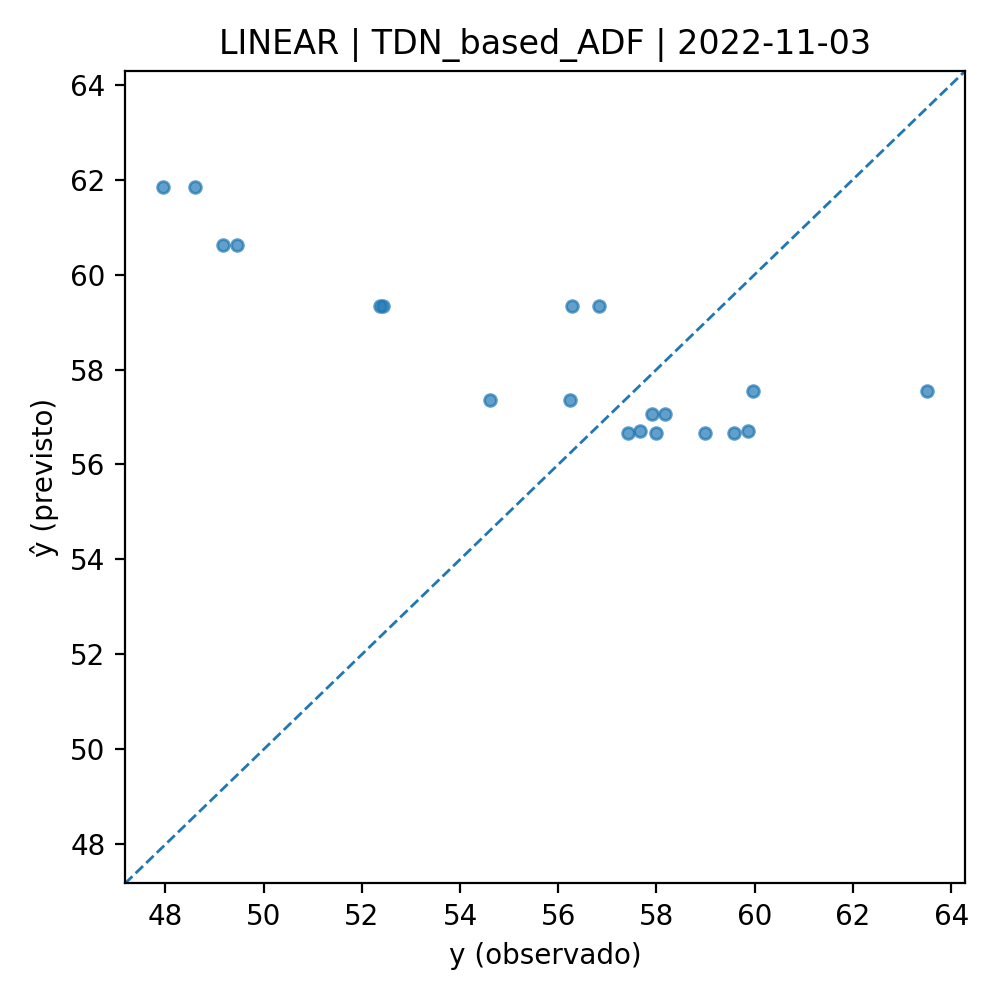 LINEAR | TDN_based_ADF | 2022-11-03
64
62
60
58
56
54
52
50
48
ŷ (previsto)
48 50 52 54 56 58 60 62 64
y (observado)